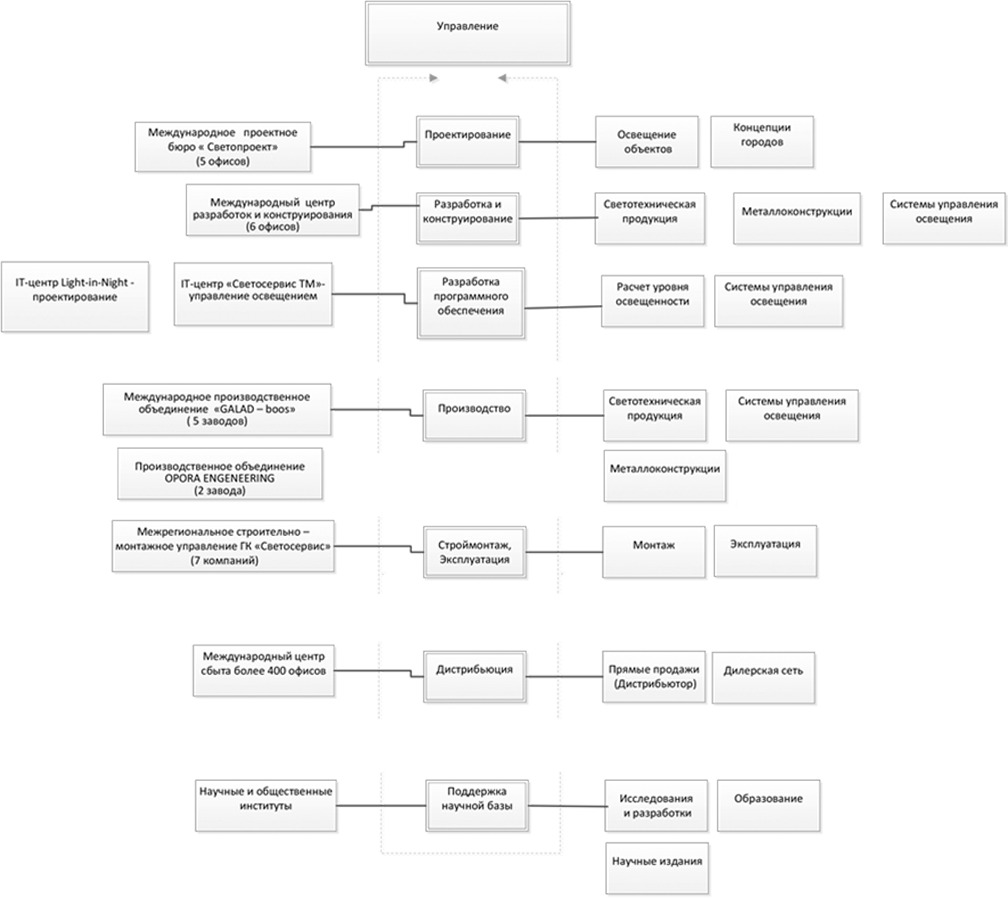 Управление
Международное проектное
бюро « Светопроект»
(5 офисов)
Проектирование
Освещение
объектов
Концепции
городов
Международный центр
разработок и конструирования
(6 офисов)
Разработка и
конструирование
Светотехническая
продукция
Металлоконструкции
Системы управления
освещения
IT-центр Light-in-Night -
проектирование
IT-центр «Светосервис ТМ»-
управление освещением
Разработка
программного
обеспечения
Расчет уровня
освещенности
Системы управления
освещения
Международное производственное
объединение «GALAD – boos»
( 5 заводов)
Производство
Светотехническая
продукция
Системы управления
освещения
Производственное объединение
OPORA ENGENEERING
(2 завода)
Металлоконструкции
Межрегиональное строительно –
монтажное управление ГК «Светосервис»
(7 компаний)
Строймонтаж,
Эксплуатация
Монтаж
Эксплуатация
Международный центр
сбыта более 400 офисов
Дистрибьюция
Прямые продажи
(Дистрибьютор)
Дилерская сеть
Научные и общественные
институты
Поддержка
научной базы
Исследования
и разработки
Образование
Научные издания